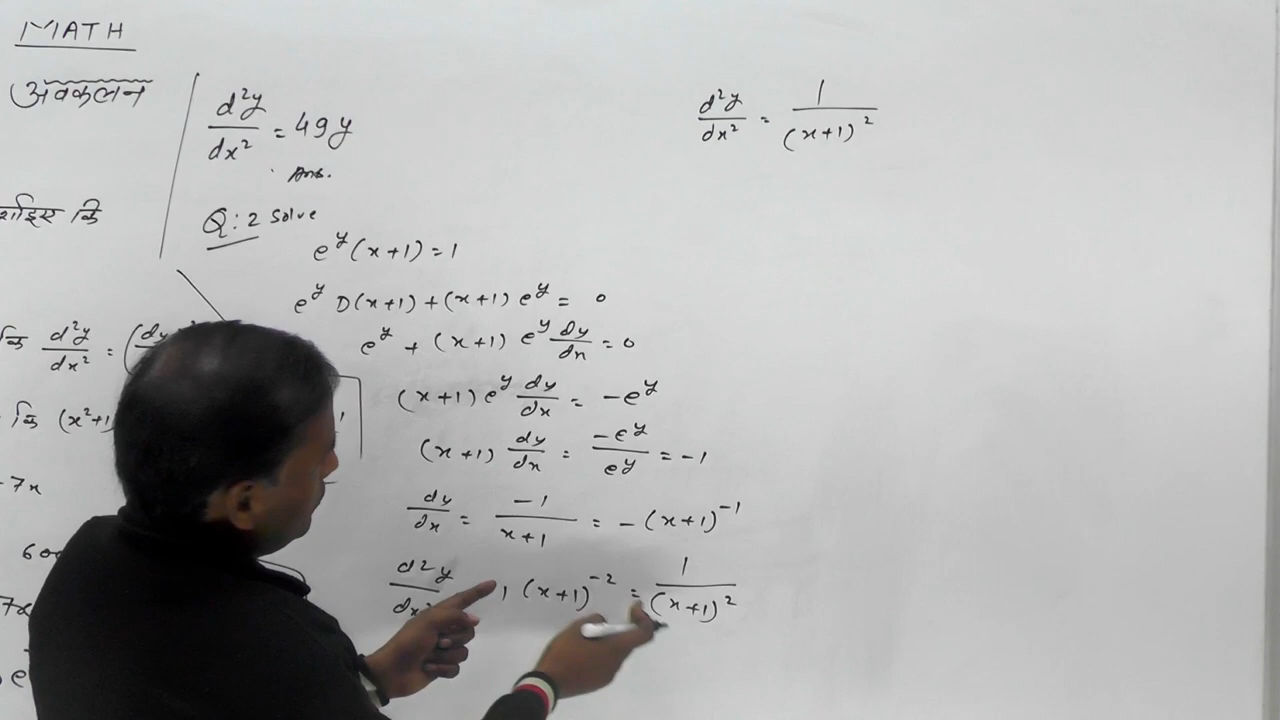 MATH
अवकलन
d²y/dx² = 49y
Ans.
Q:2 Solve
e^y (x+1) = 1
e^y D(x+1) + (x+1) e^y = 0
e^y + (x+1) e^y dy/dx = 0
(x+1) e^y dy/dx = -e^y
(x+1) dy/dx = -e^y/e^y = -1
dy/dx = -1/(x+1) = -(x+1)^-1
d²y/dx² 1 (x+1)^-2 = 1/(x+1)²
कि
कि d²y/dx² = (dy
कि (x²+1)
-7x
600
7x
e
d²y/dx² = 1/(x+1)²